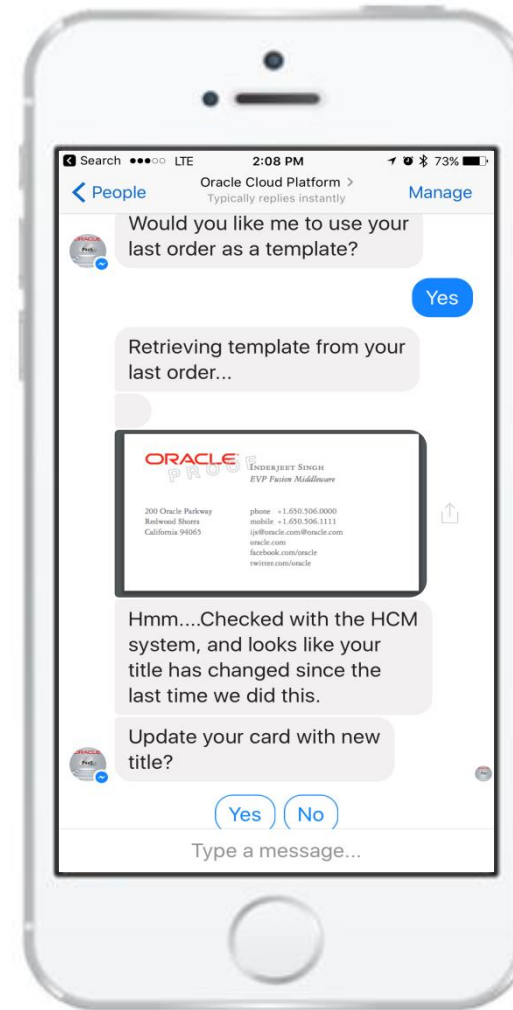 Search LTE 2:08 PM 73%
People Oracle Cloud Platform > Manage
Typically replies instantly
Would you like me to use your
last order as a template?
Yes
Retrieving template from your
last order...
ORACLE
PROOF
INDERJEET SINGH
EVP Fusion Middleware
200 Oracle Parkway
Redwood Shores
California 94065
phone +1.650.506.0000
mobile +1.650.506.1111
ijs@oracle.com@oracle.com
oracle.com
facebook.com/oracle
twitter.com/oracle
Hmm....Checked with the HCM
system, and looks like your
title has changed since the
last time we did this.
Update your card with new
title?
Yes No
Type a message...